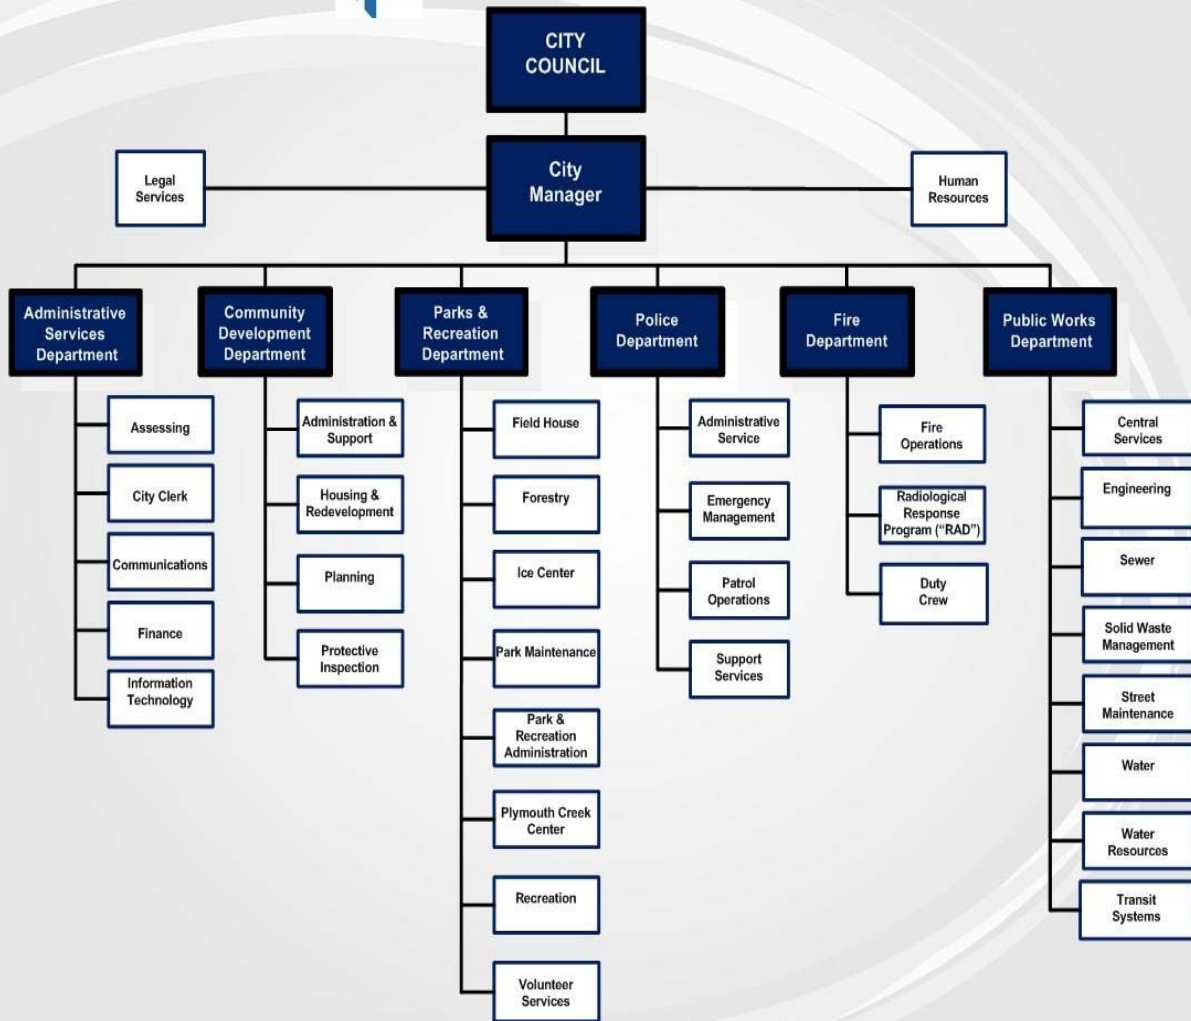 CITY
COUNCIL
City
Manager
Legal
Services
Human
Resources
Administrative
Services
Department
Community
Development
Department
Parks &
Recreation
Department
Police
Department
Fire
Department
Public Works
Department
Assessing
City Clerk
Communications
Finance
Information
Technology
Administration &
Support
Housing &
Redevelopment
Planning
Protective
Inspection
Field House
Forestry
Ice Center
Park Maintenance
Park &
Recreation
Administration
Plymouth Creek
Center
Recreation
Volunteer
Services
Administrative
Service
Emergency
Management
Patrol
Operations
Support
Services
Fire
Operations
Radiological
Response
Program (“RAD”)
Duty
Crew
Central
Services
Engineering
Sewer
Solid Waste
Management
Street
Maintenance
Water
Water
Resources
Transit
Systems